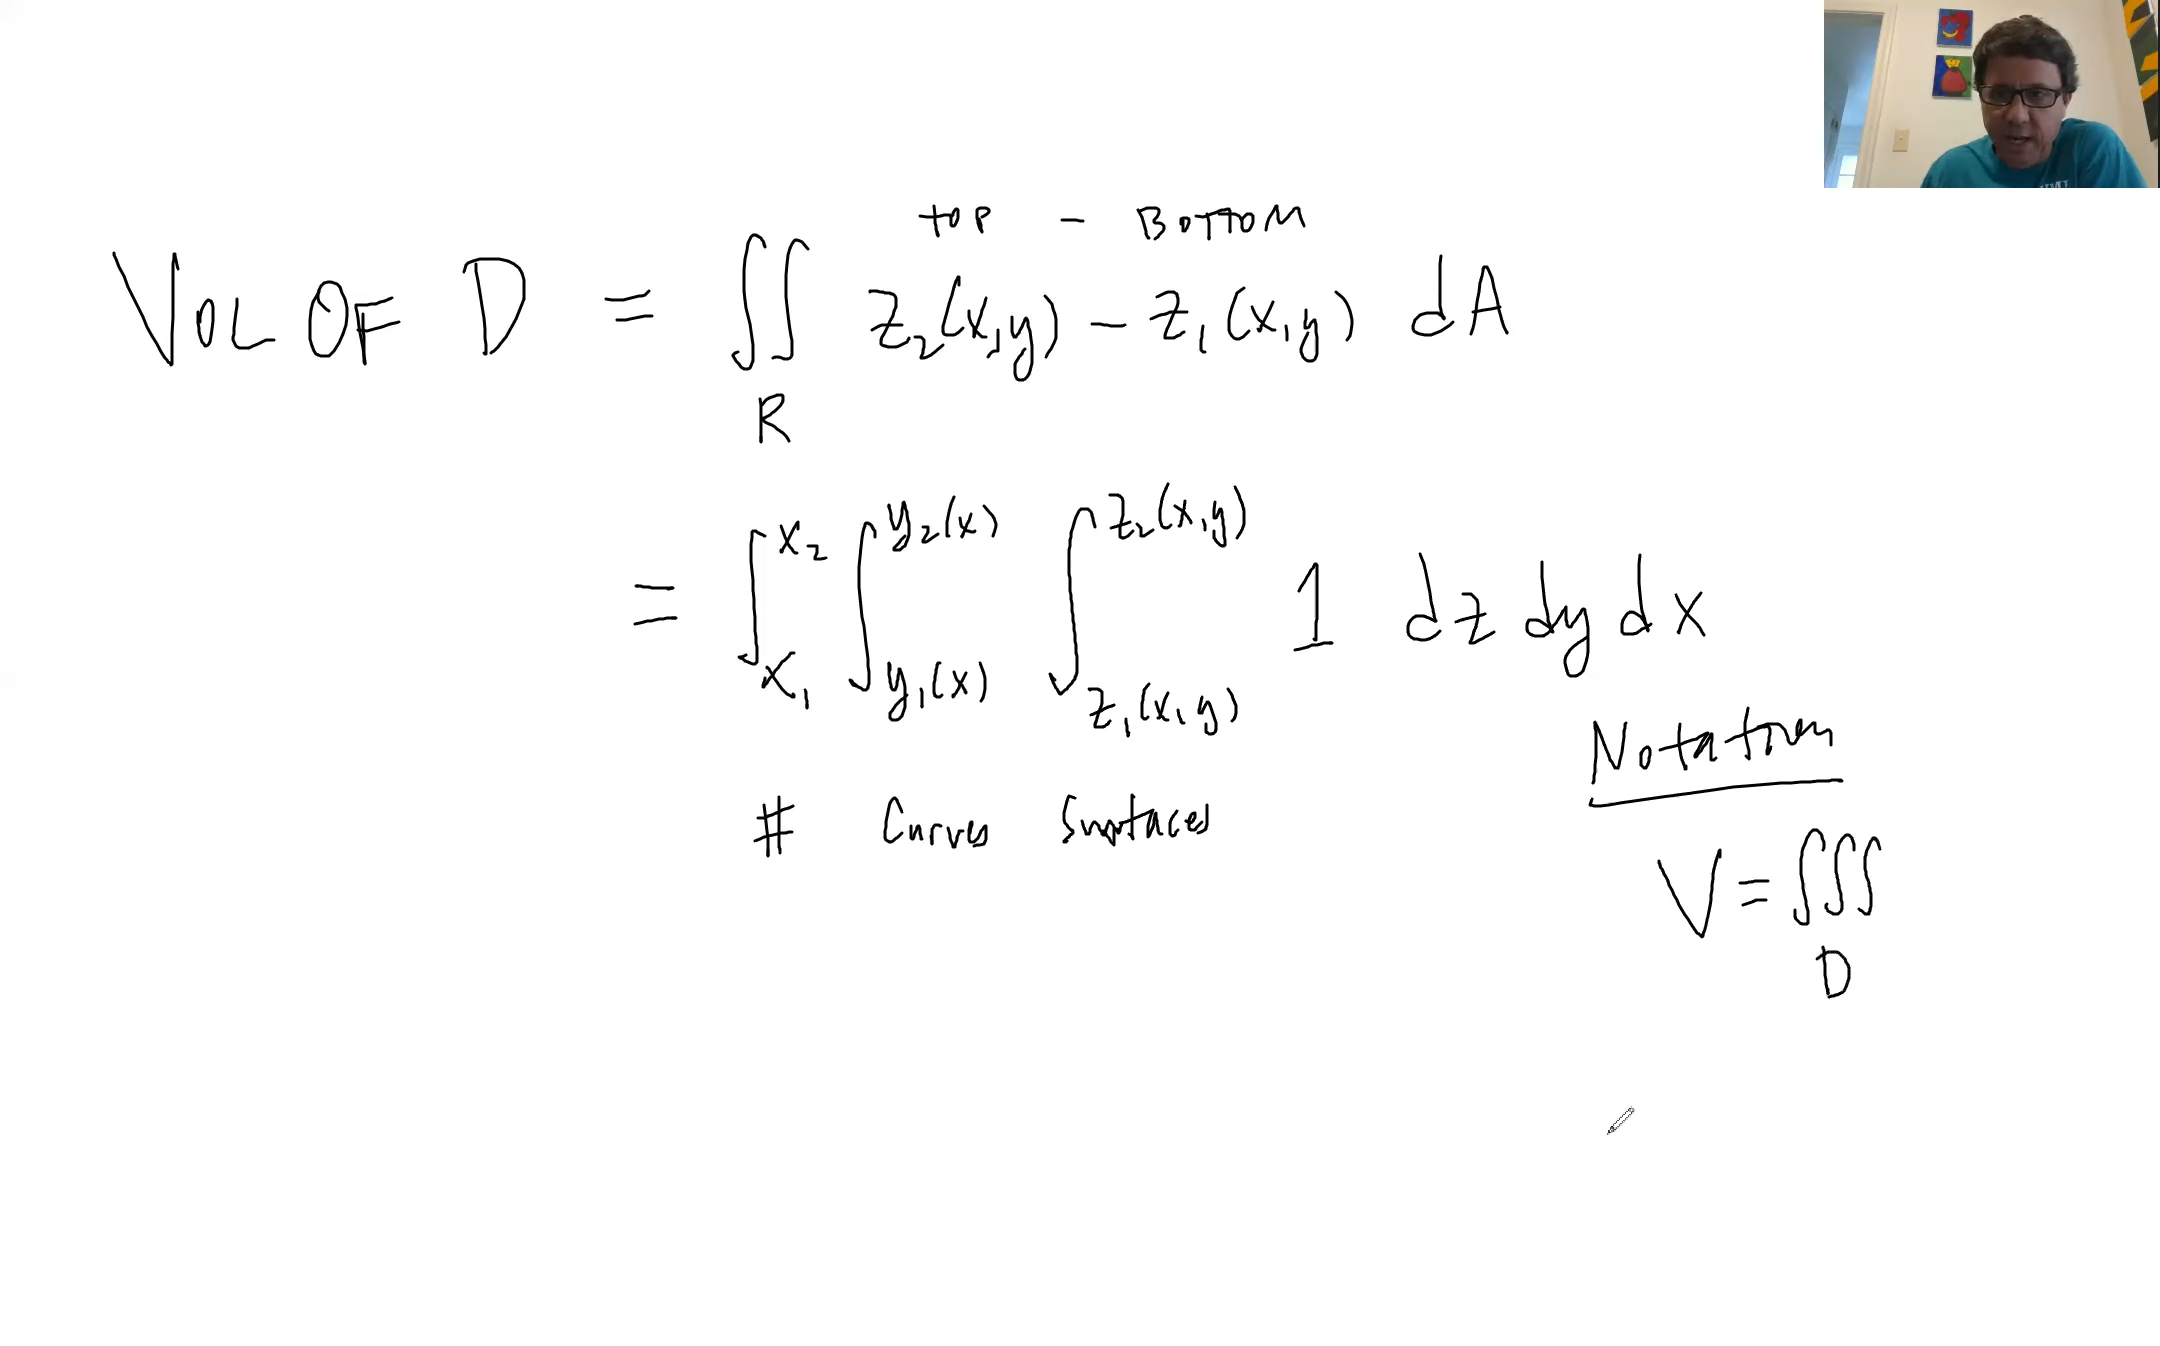 TOP - BOTTOM
VOL OF D = ∬ z₂(x,y) - z₁(x,y) dA
R
= ∫ x₂ x₁ ∫ y₂(x) y₁(x) ∫ z₂(x,y) z₁(x,y) 1 dz dy dx
# Curves Surfaces
Notation
V = ∭
D